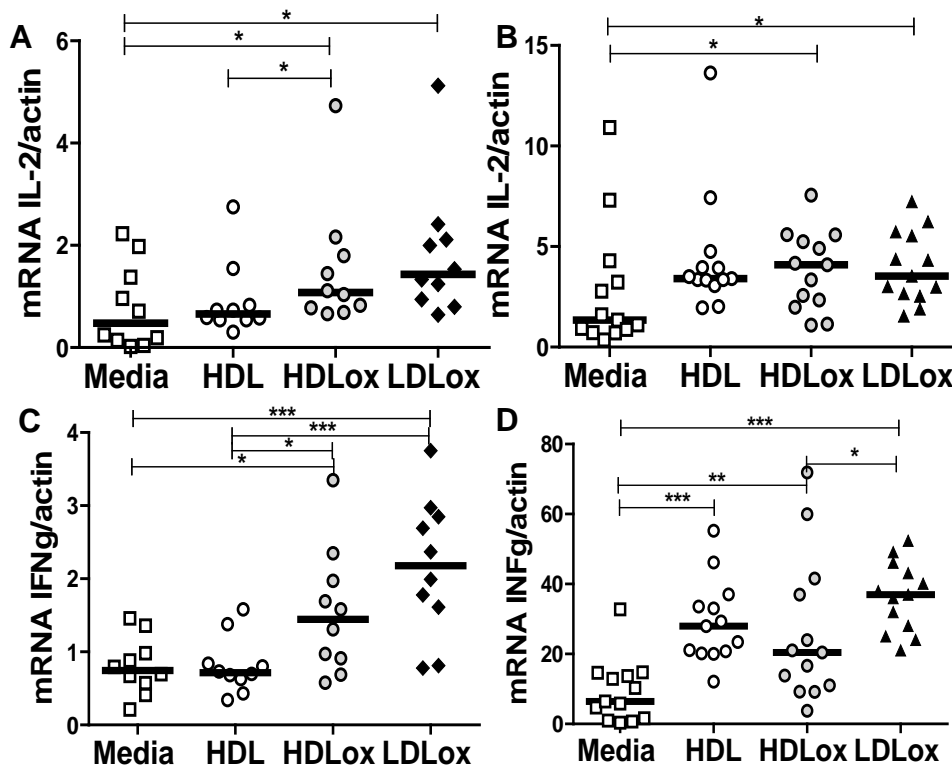 A
mRNA IL-2/actin
6
4
2
0
*
*
*
Media HDL HDLox LDLox
B
mRNA IL-2/actin
15
10
5
0
*
*
Media HDL HDLox LDLox
C
mRNA IFNg/actin
4
3
2
1
0
***
***
*
*
Media HDL HDLox LDLox
D
mRNA INFg/actin
80
60
40
20
0
***
*
**
***
Media HDL HDLox LDLox